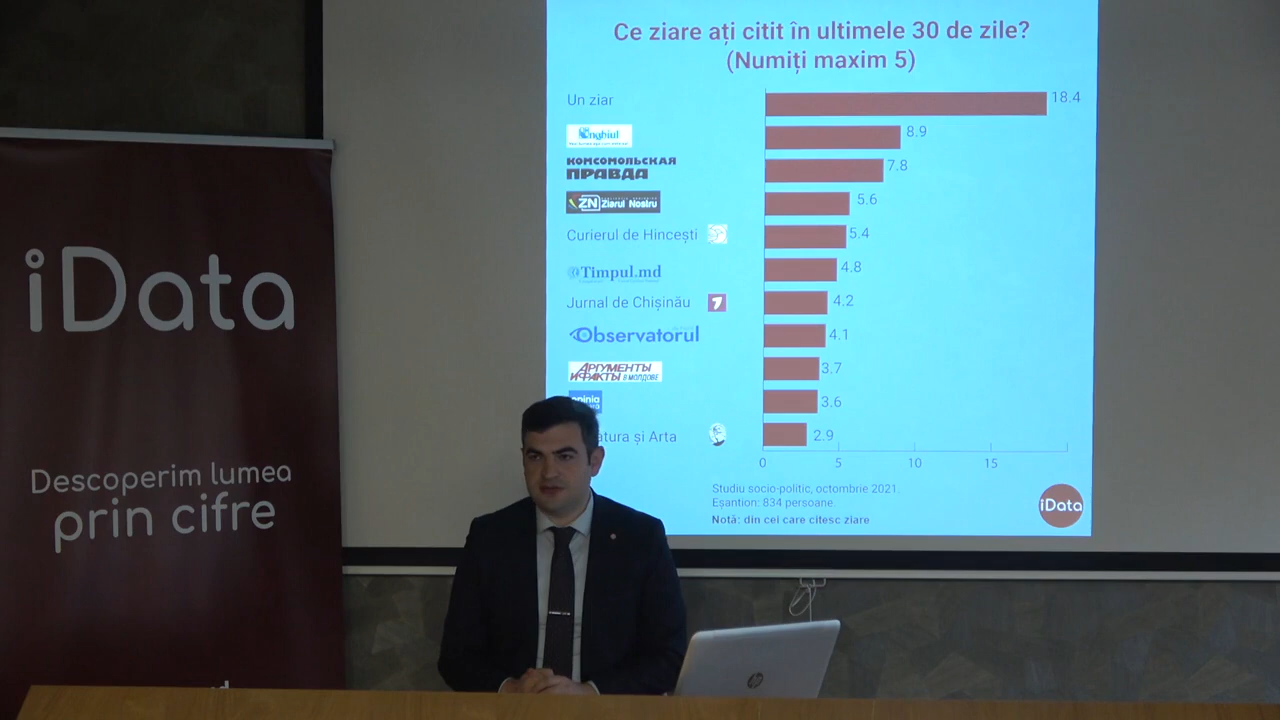 Ce ziare ați citit în ultimele 30 de zile?
(Numiți maxim 5)
Un ziar 18.4
Unghiul 8.9
КОМСОМОЛЬСКАЯ
ПРАВДА 7.8
ZN Ziarul Nostru 5.6
Curierul de Hîncești 5.4
Timpul.md 4.8
Jurnal de Chișinău 4.2
Observatorul 4.1
АРГУМЕНТЫ
И ФАКТЫ В МОЛДОВЕ 3.7
opinia 3.6
și Arta 2.9
0 5 10 15
Studiu socio-politic, octombrie 2021.
Eșantion: 834 persoane.
Notă: din cei care citesc ziare
iData
iData
Descoperim lumea
prin cifre
hp